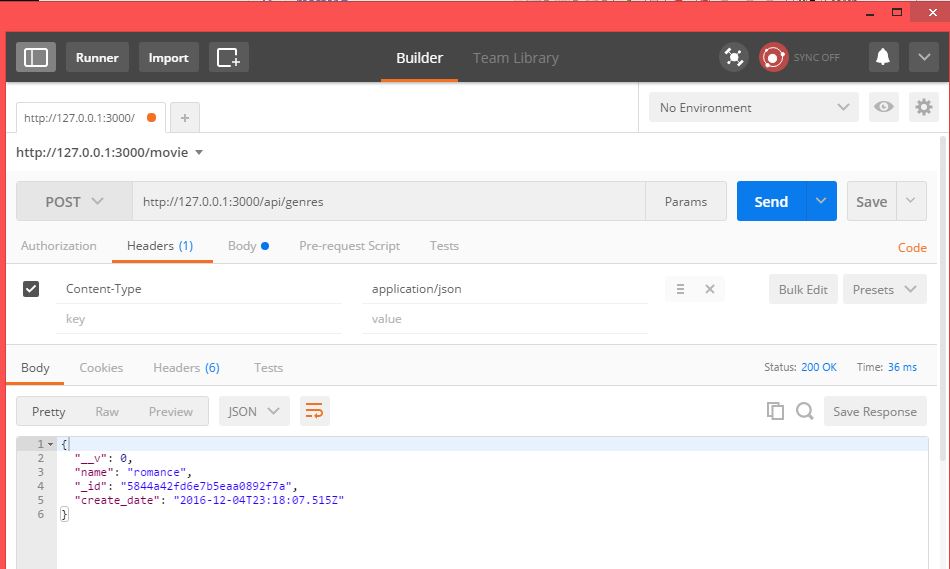 Runner Import Builder Team Library SYNC OFF
http://127.0.0.1:3000/ + No Environment
http://127.0.0.1:3000/movie
POST http://127.0.0.1:3000/api/genres Params Send Save
Authorization Headers (1) Body Pre-request Script Tests Code
Content-Type application/json Bulk Edit Presets
key value
Body Cookies Headers (6) Tests Status: 200 OK Time: 36 ms
Pretty Raw Preview JSON Save Response
1 {
2 "__v": 0,
3 "name": "romance",
4 "_id": "5844a42fd6e7b5eaa0892f7a",
5 "create_date": "2016-12-04T23:18:07.515Z"
6 }